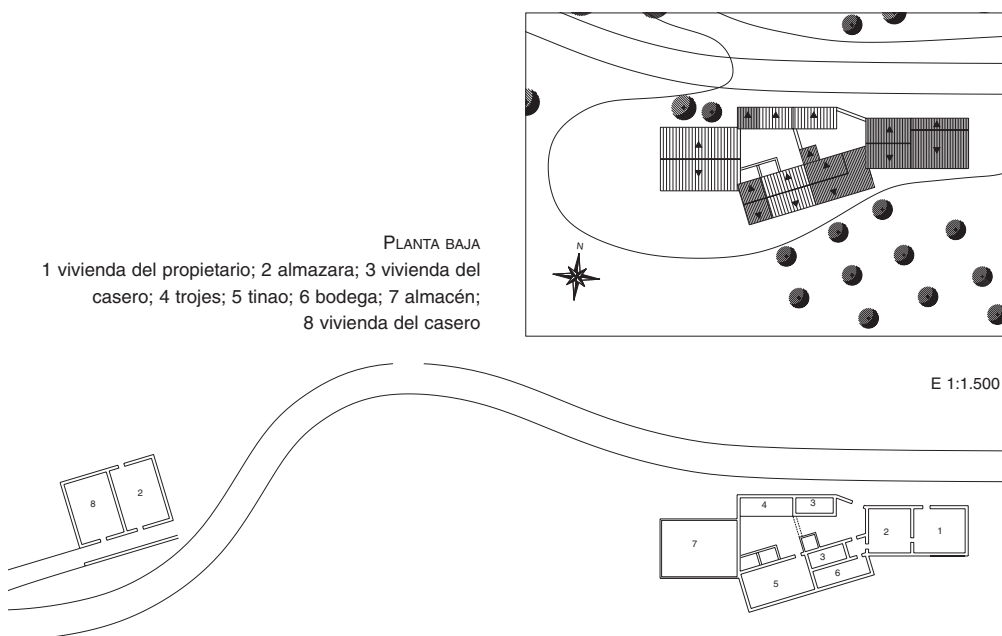 N
PLANTA BAJA
1 vivienda del propietario; 2 almazara; 3 vivienda del
casero; 4 trojes; 5 tinao; 6 bodega; 7 almacén;
8 vivienda del casero
E 1:1.500
8
2
4
3
7
2
1
3
5
6